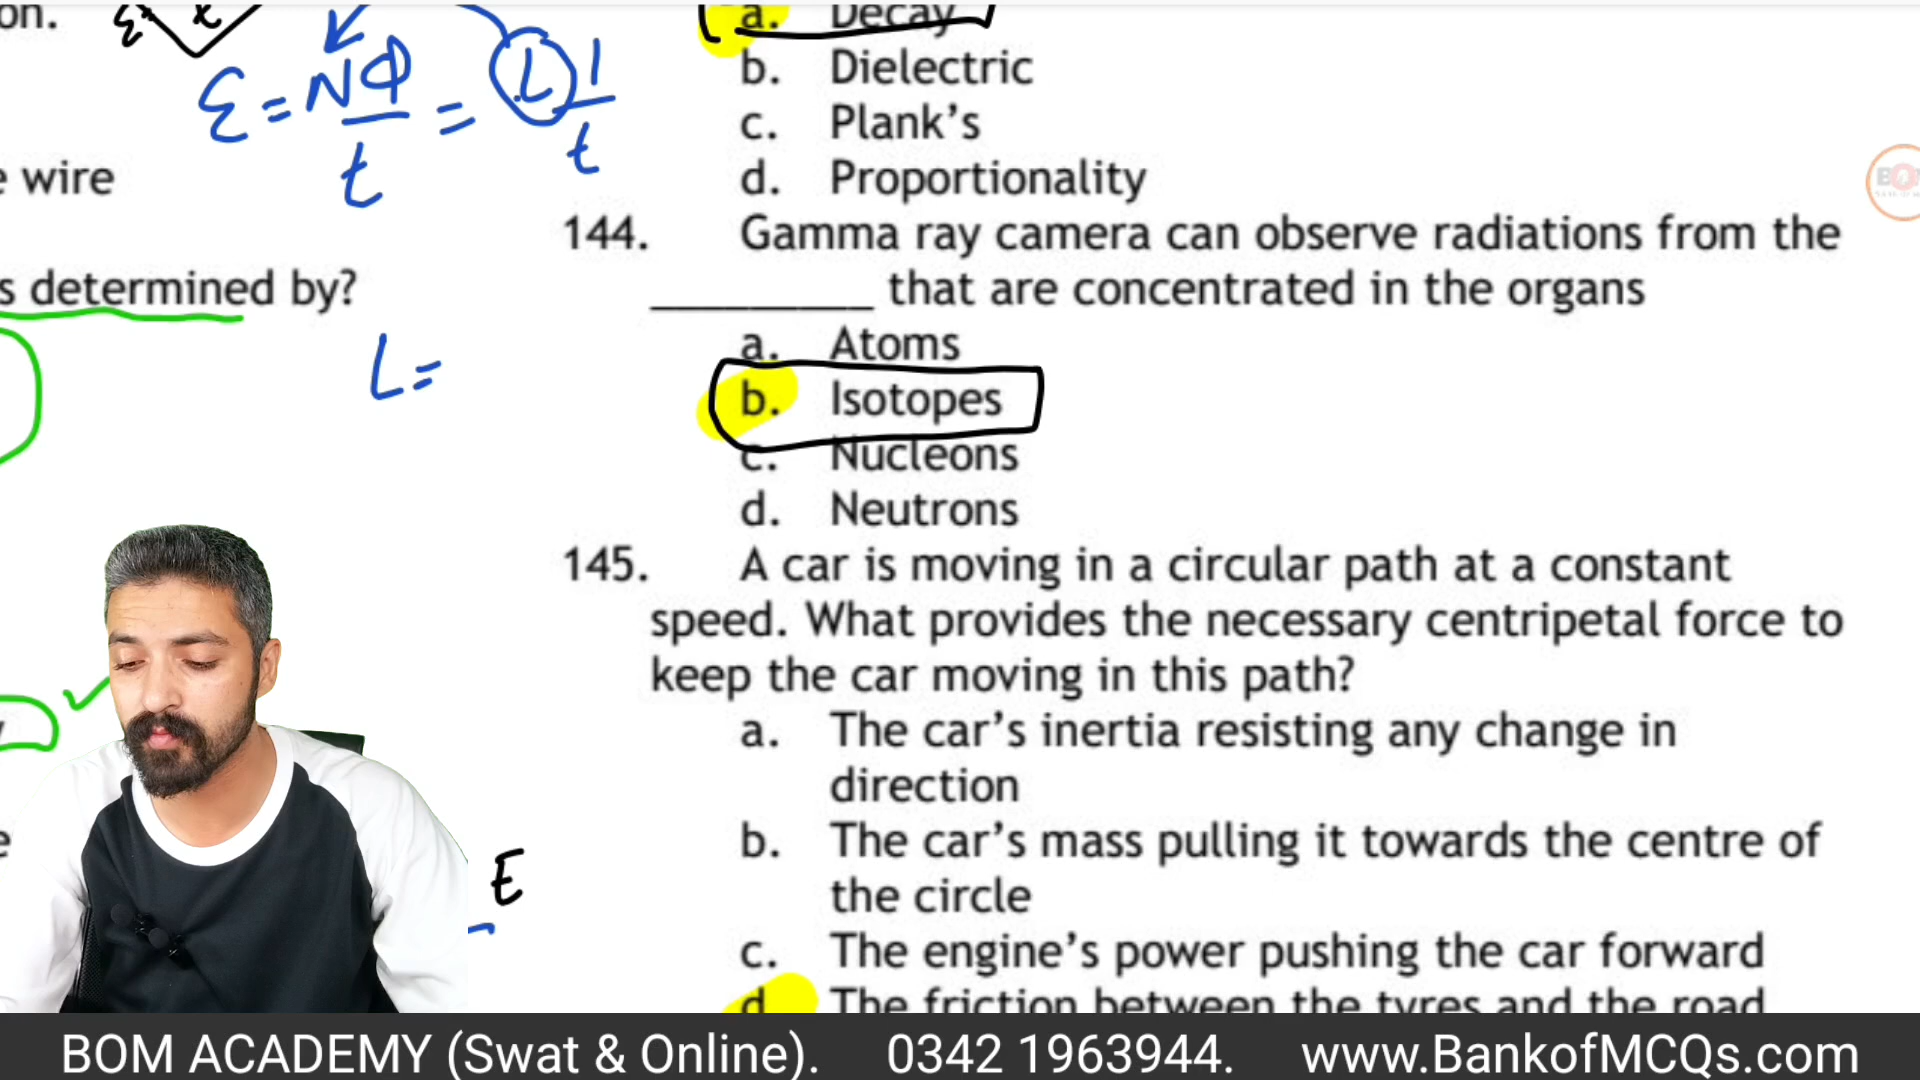 on.
ε = NΦ/t = L I/t
wire
s determined by?
L=
E
a. Decay
b. Dielectric
c. Plank’s
d. Proportionality
144. Gamma ray camera can observe radiations from the
_________ that are concentrated in the organs
a. Atoms
b. Isotopes
c. Nucleons
d. Neutrons
145. A car is moving in a circular path at a constant
speed. What provides the necessary centripetal force to
keep the car moving in this path?
a. The car’s inertia resisting any change in
direction
b. The car’s mass pulling it towards the centre of
the circle
c. The engine’s power pushing the car forward
d. The friction between the tyres and the road
BOM ACADEMY (Swat & Online). 0342 1963944. www.BankofMCQs.com